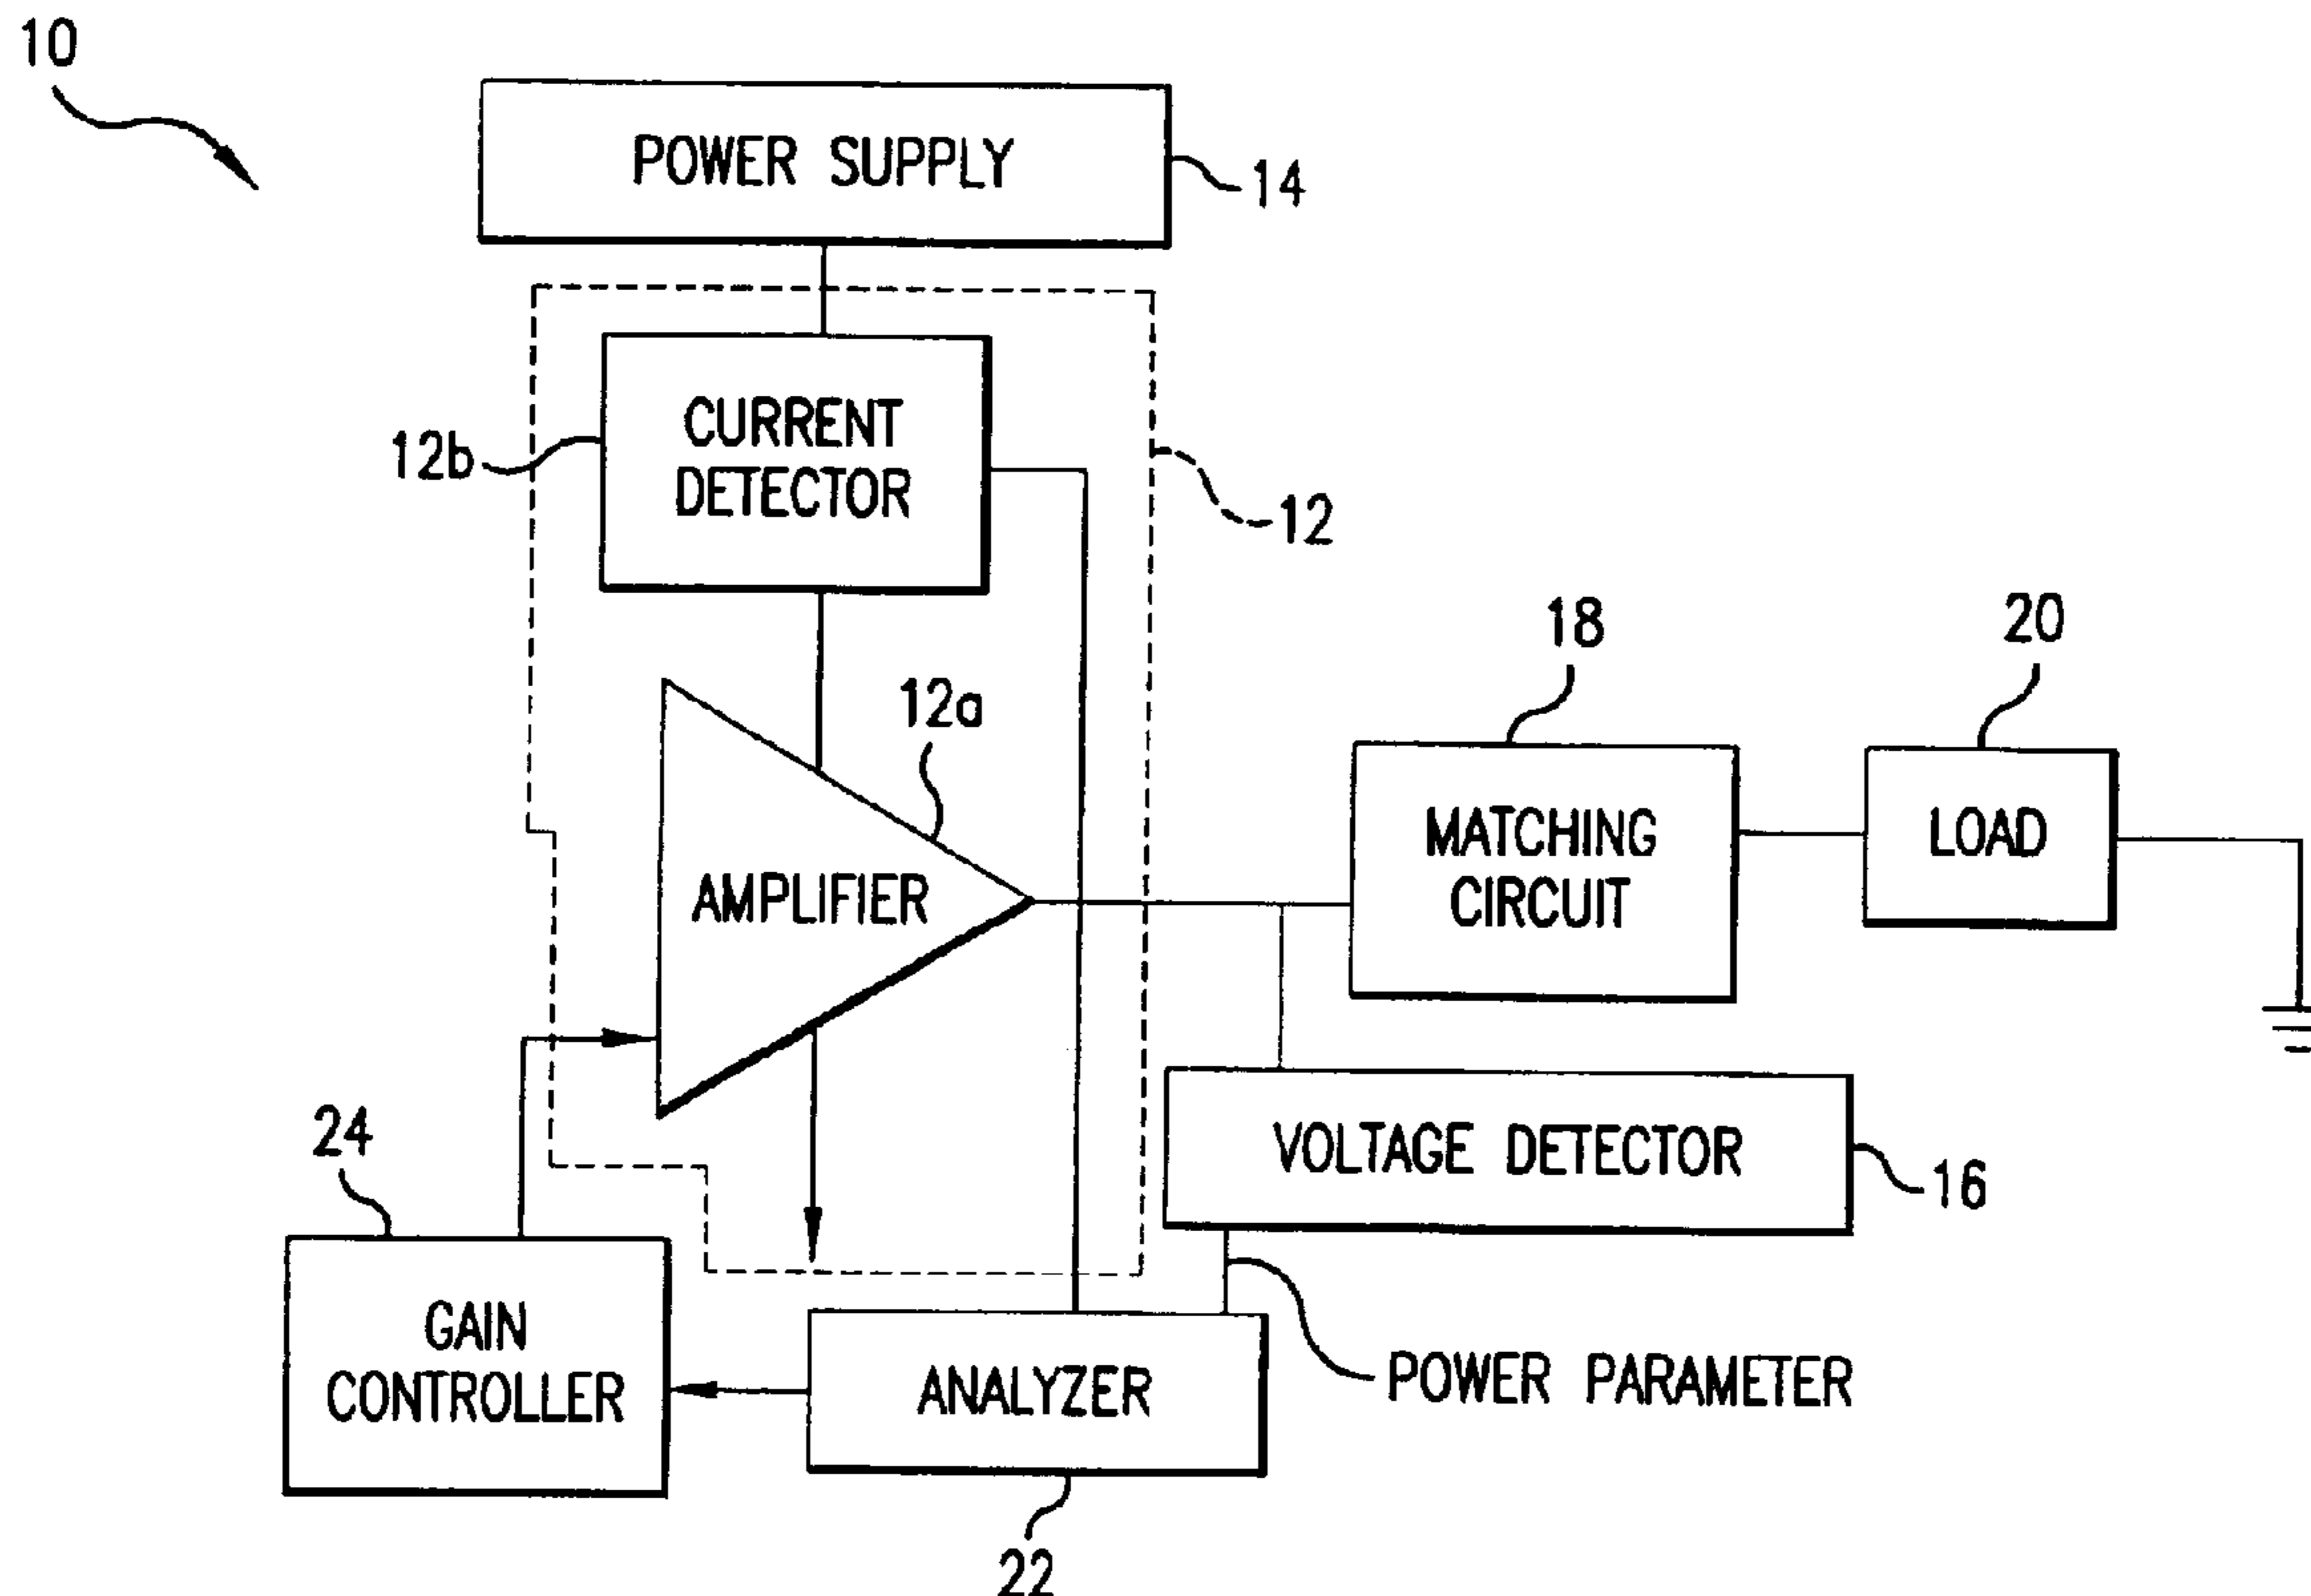 10
POWER SUPPLY
14
CURRENT
DETECTOR
12b
12
18
20
12a
MATCHING
CIRCUIT
LOAD
AMPLIFIER
VOLTAGE DETECTOR
16
24
GAIN
CONTROLLER
ANALYZER
POWER PARAMETER
22